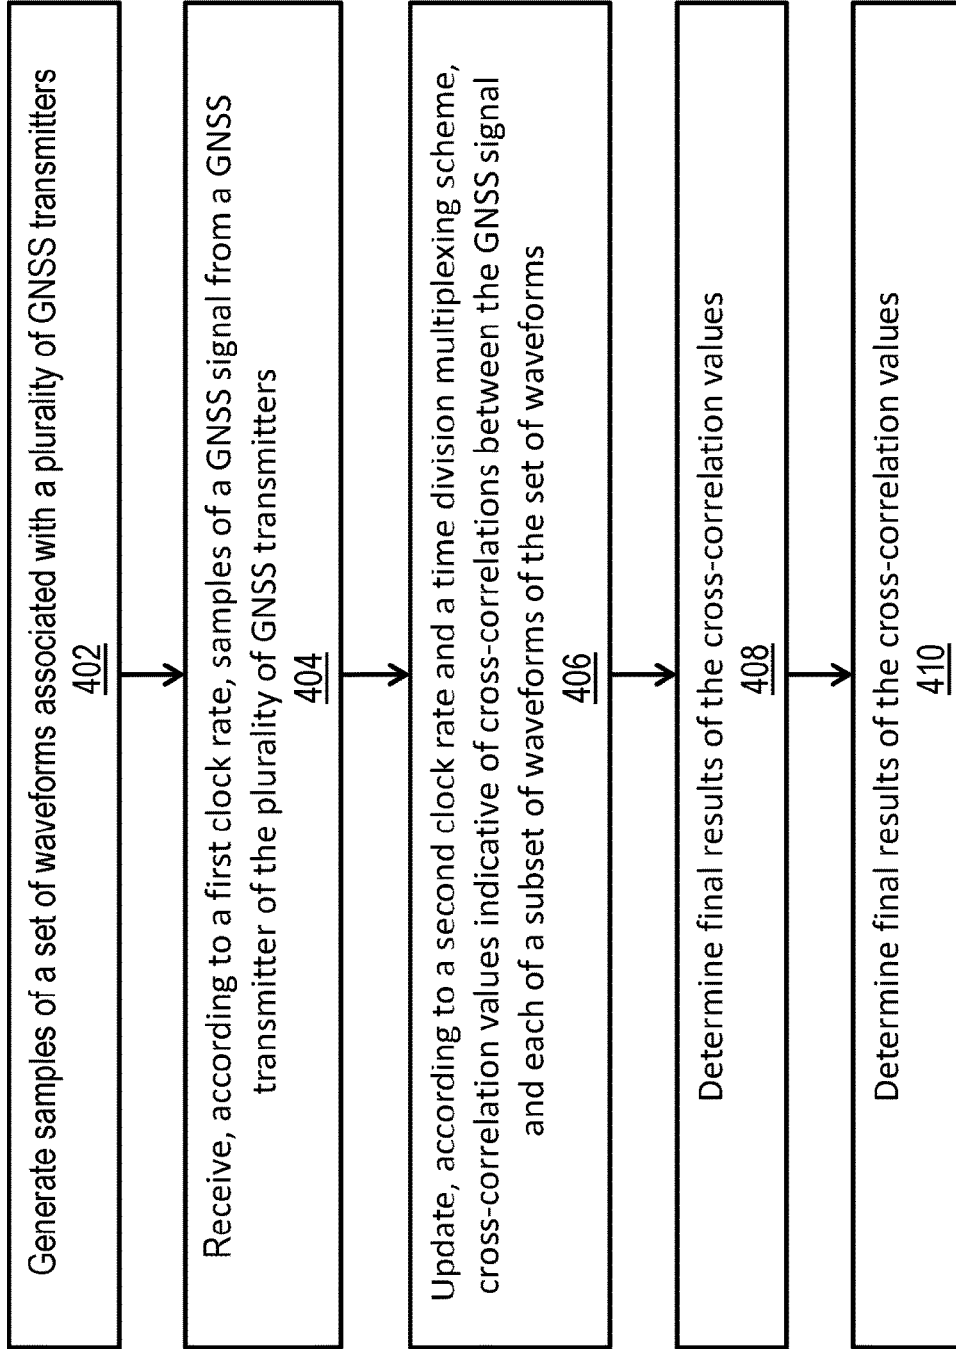 Generate samples of a set of waveforms associated with a plurality of GNSS transmitters
402
Receive, according to a first clock rate, samples of a GNSS signal from a GNSS
transmitter of the plurality of GNSS transmitters
404
Update, according to a second clock rate and a time division multiplexing scheme,
cross-correlation values indicative of cross-correlations between the GNSS signal
and each of a subset of waveforms of the set of waveforms
406
Determine final results of the cross-correlation values
408
Determine final results of the cross-correlation values
410